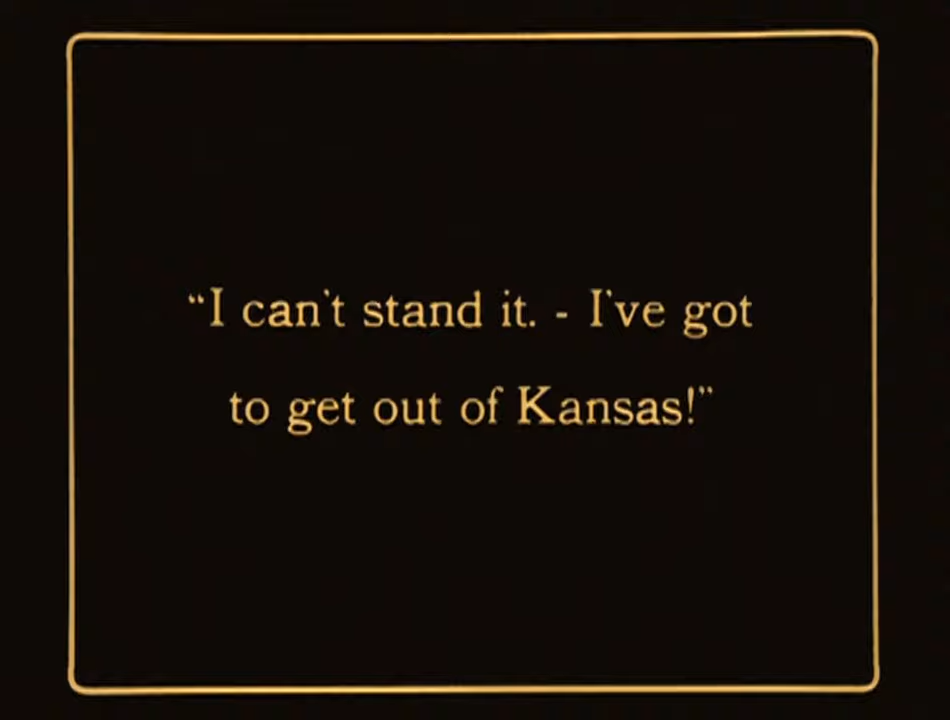 “I can't stand it. - I've got
to get out of Kansas!”